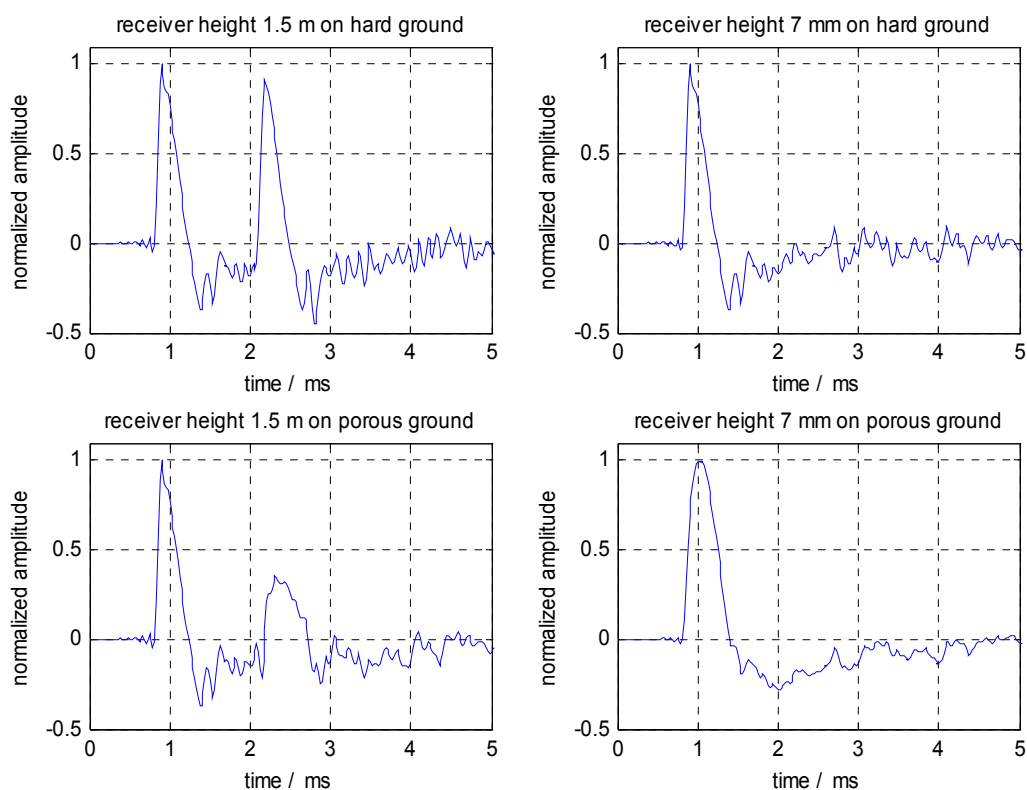 receiver height 1.5 m on hard ground
normalized amplitude
1
0.5
0
-0.5
0 1 2 3 4 5
time / ms
receiver height 7 mm on hard ground
normalized amplitude
1
0.5
0
-0.5
0 1 2 3 4 5
time / ms
receiver height 1.5 m on porous ground
normalized amplitude
1
0.5
0
-0.5
0 1 2 3 4 5
time / ms
receiver height 7 mm on porous ground
normalized amplitude
1
0.5
0
-0.5
0 1 2 3 4 5
time / ms